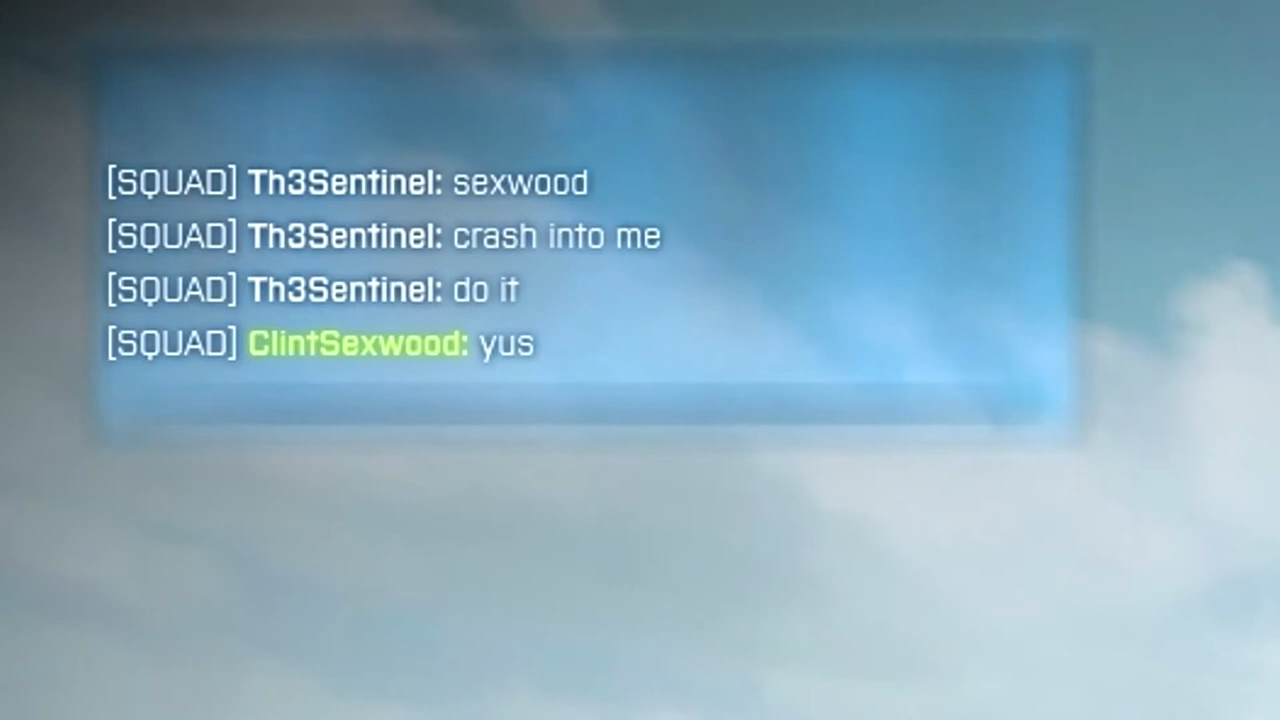 [SQUAD] Th3Sentinel: sexwood
[SQUAD] Th3Sentinel: crash into me
[SQUAD] Th3Sentinel: do it
[SQUAD] ClintSexwood: yus